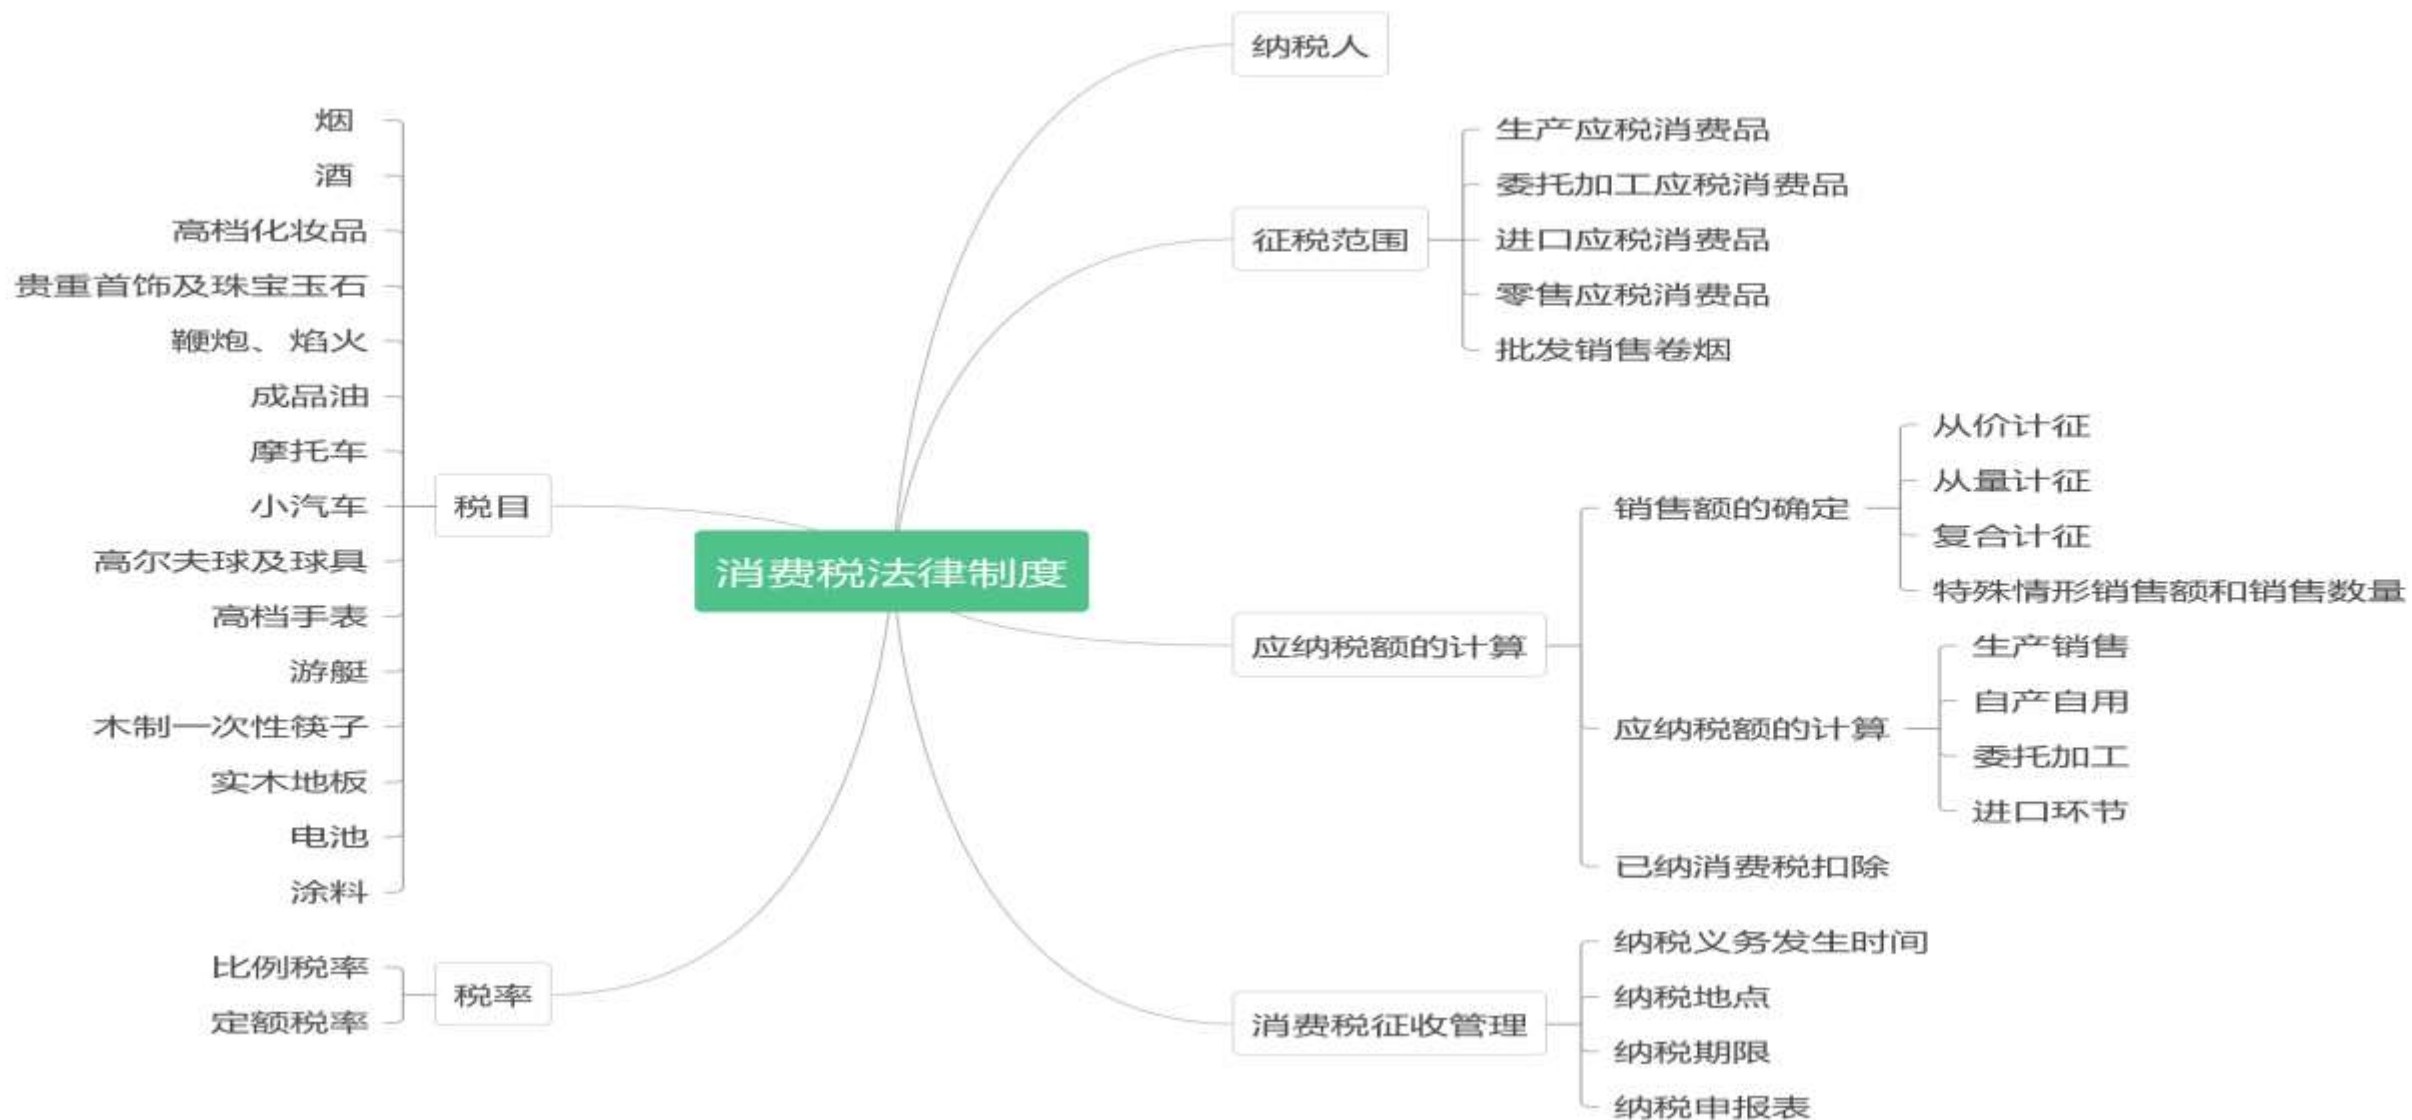 消费税法律制度
纳税人
征税范围
生产应税消费品
委托加工应税消费品
进口应税消费品
零售应税消费品
批发销售卷烟
应纳税额的计算
销售额的确定
从价计征
从量计征
复合计征
特殊情形销售额和销售数量
应纳税额的计算
生产销售
自产自用
委托加工
进口环节
已纳消费税扣除
消费税征收管理
纳税义务发生时间
纳税地点
纳税期限
纳税申报表
税目
烟
酒
高档化妆品
贵重首饰及珠宝玉石
鞭炮、焰火
成品油
摩托车
小汽车
高尔夫球及球具
高档手表
游艇
木制一次性筷子
实木地板
电池
涂料
税率
比例税率
定额税率